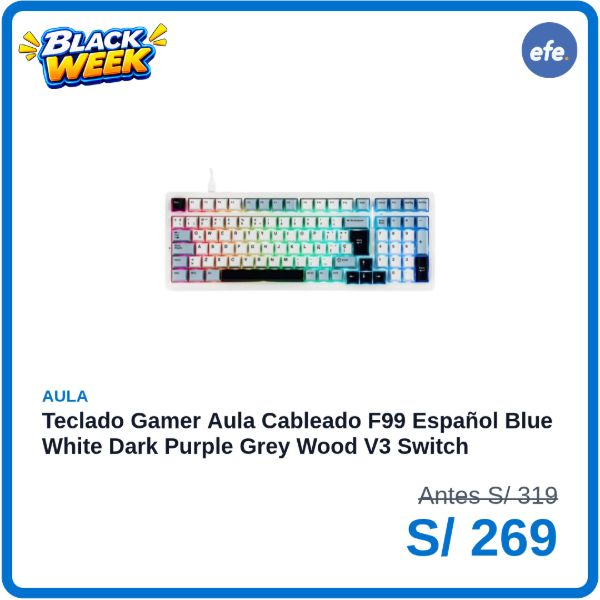 BLACK
WEEK
efe.
AULA
Teclado Gamer Aula Cableado F99 Español Blue
White Dark Purple Grey Wood V3 Switch
Antes S/ 319
S/ 269